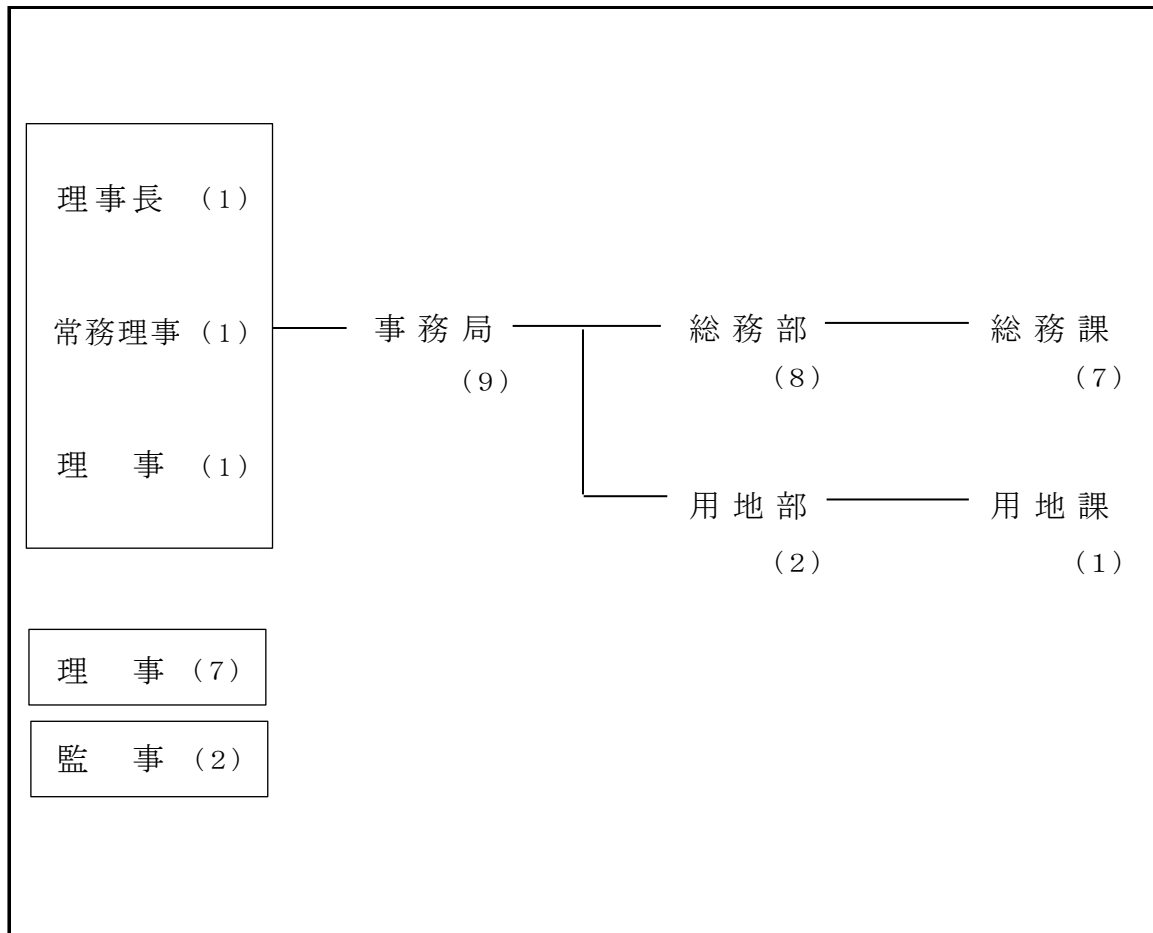 理事長 (1)
常務理事 (1) 事務局 総務部 総務課
(9) (8) (7)
理 事 (1)
用地部 用地課
(2) (1)
理 事 (7)
監 事 (2)